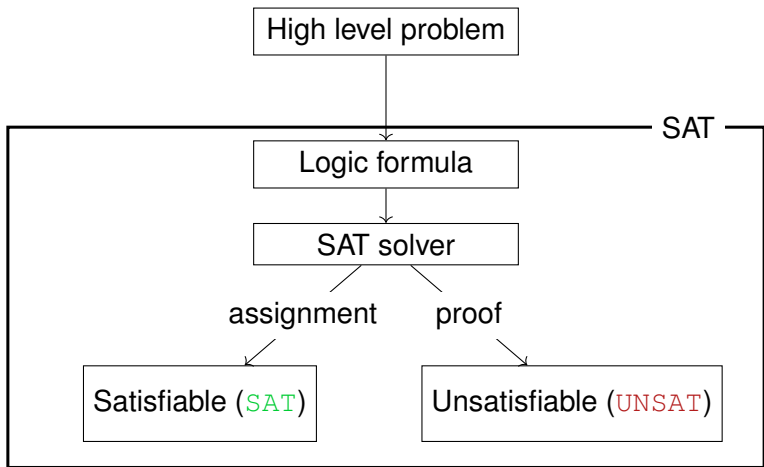 High level problem
SAT
Logic formula
SAT solver
assignment proof
Satisfiable (SAT) Unsatisfiable (UNSAT)